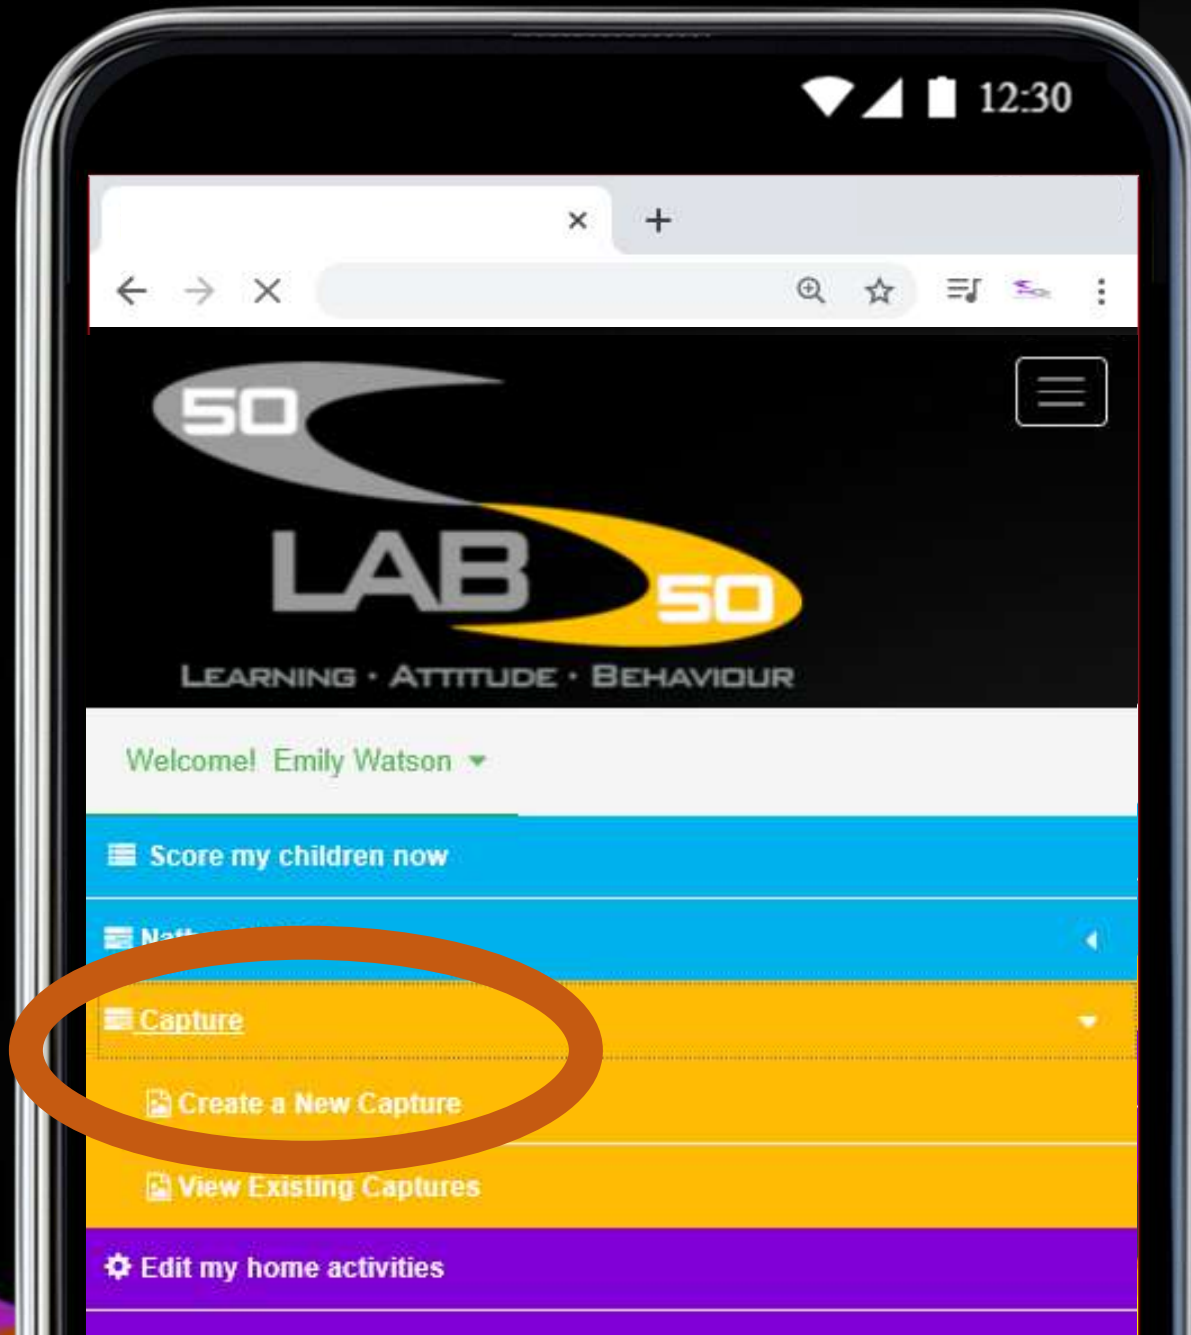 12:30
50
LAB
50
LEARNING · ATTITUDE · BEHAVIOUR
Welcome! Emily Watson
Score my children now
Capture
Create a New Capture
View Existing Captures
Edit my home activities